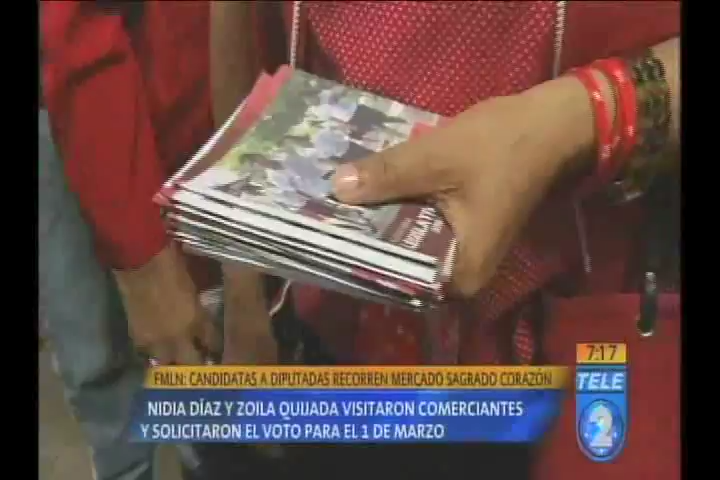 LEGISLATI
FMLN: CANDIDATAS A DIPUTADAS RECORREN MERCADO SAGRADO CORAZÓN
NIDIA DÍAZ Y ZOILA QUIJADA VISITARON COMERCIANTES
Y SOLICITARON EL VOTO PARA EL 1 DE MARZO
7:17
TELE
2